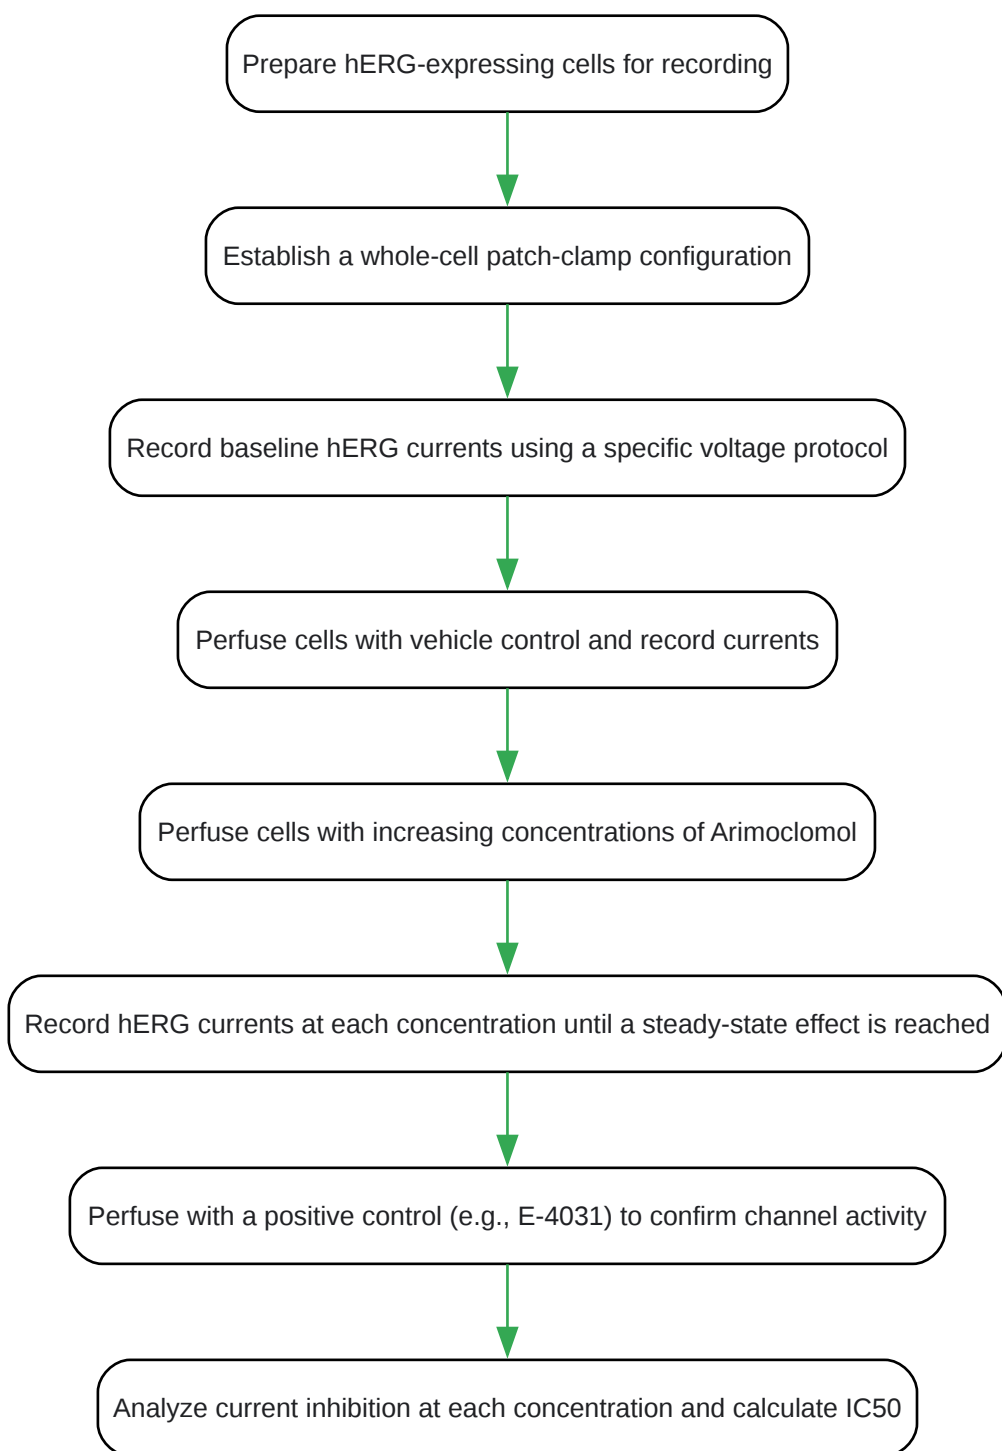 Prepare hERG-expressing cells for recording
Establish a whole-cell patch-clamp configuration
Record baseline hERG currents using a specific voltage protocol
Perfuse cells with vehicle control and record currents
Perfuse cells with increasing concentrations of Arimoclomol
Record hERG currents at each concentration until a steady-state effect is reached
Perfuse with a positive control (e.g., E-4031) to confirm channel activity
Analyze current inhibition at each concentration and calculate IC50